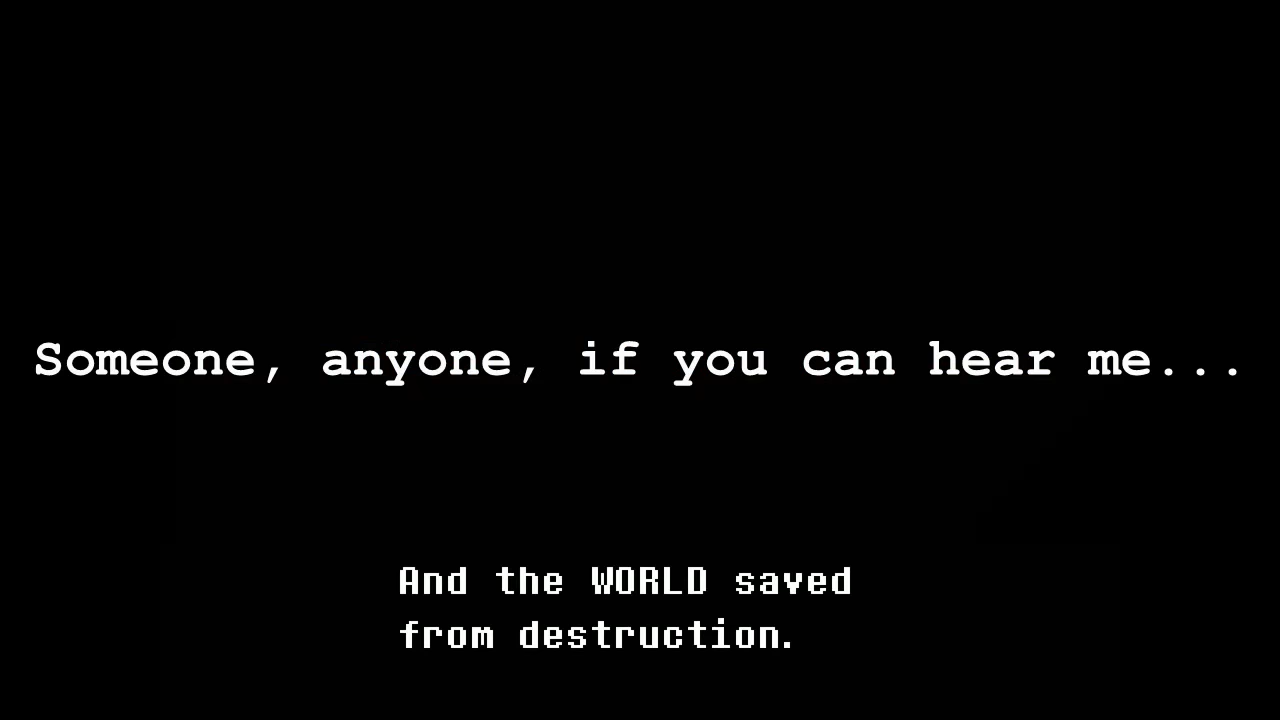 Someone, anyone, if you can hear me...
And the WORLD saved
from destruction.